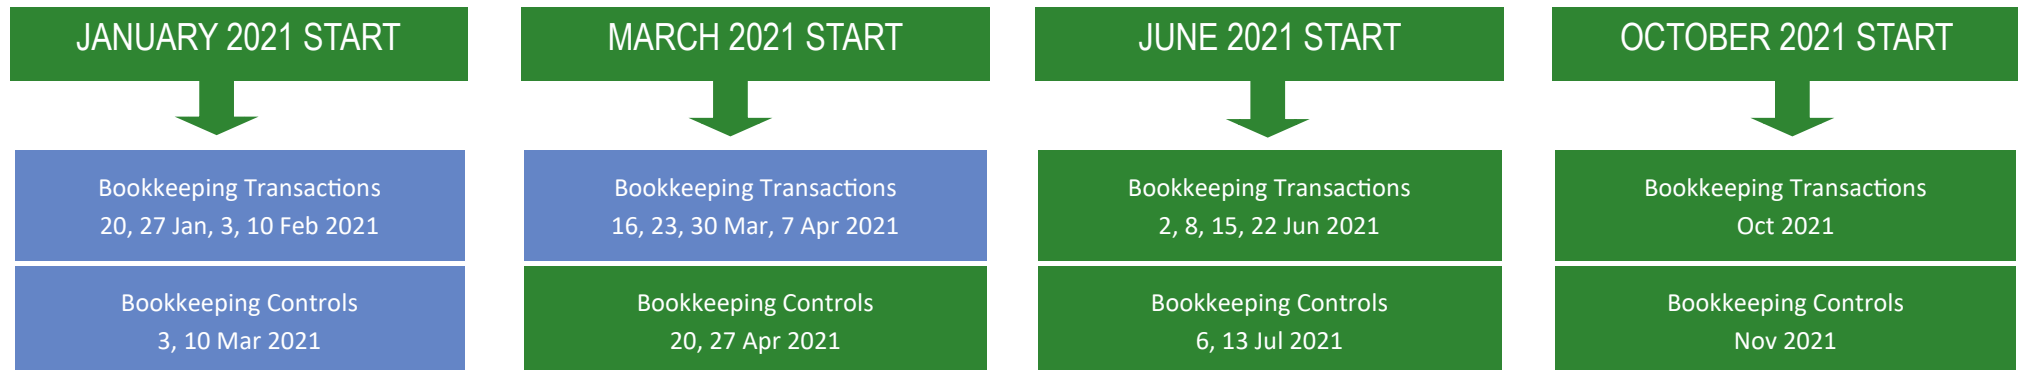 JANUARY 2021 START
Bookkeeping Transactions
20, 27 Jan, 3, 10 Feb 2021
Bookkeeping Controls
3, 10 Mar 2021
MARCH 2021 START
Bookkeeping Transactions
16, 23, 30 Mar, 7 Apr 2021
Bookkeeping Controls
20, 27 Apr 2021
JUNE 2021 START
Bookkeeping Transactions
2, 8, 15, 22 Jun 2021
Bookkeeping Controls
6, 13 Jul 2021
OCTOBER 2021 START
Bookkeeping Transactions
Oct 2021
Bookkeeping Controls
Nov 2021